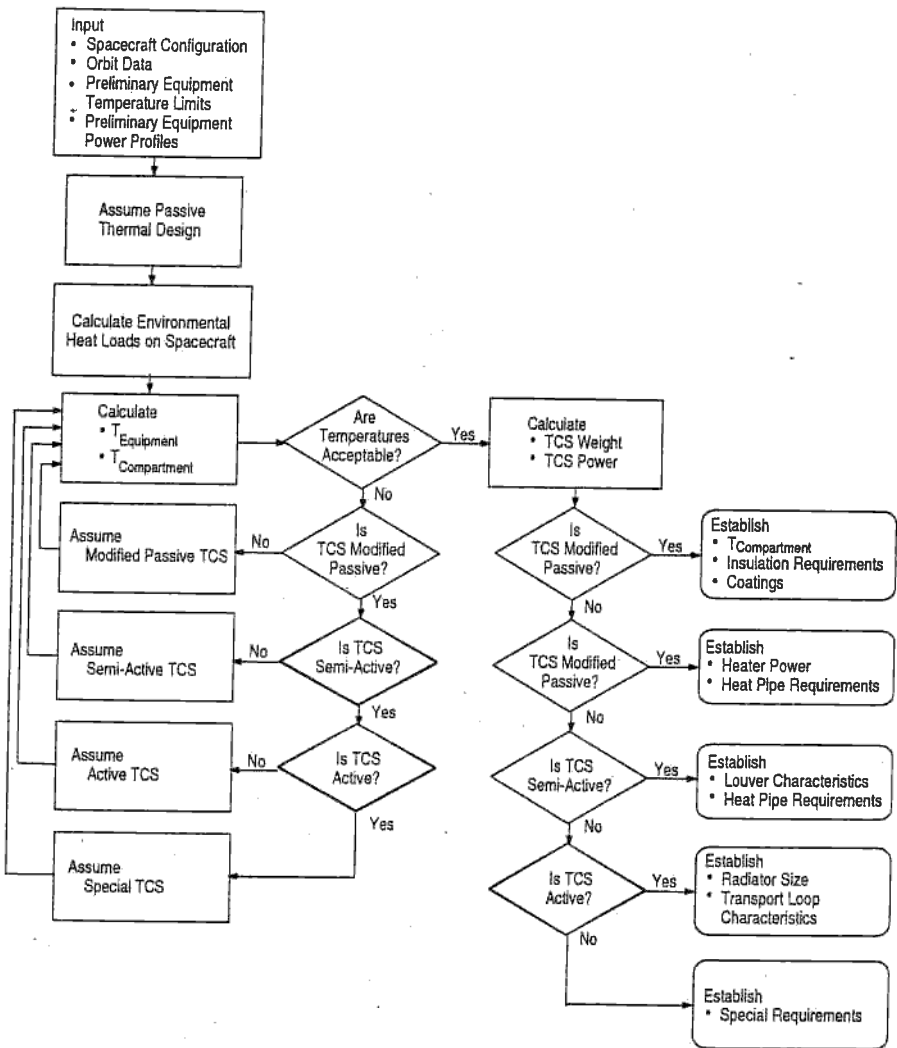 Input
• Spacecraft Configuration
• Orbit Data
• Preliminary Equipment
Temperature Limits
• Preliminary Equipment
Power Profiles
Assume Passive
Thermal Design
Calculate Environmental
Heat Loads on Spacecraft
Calculate
• TEquipment
• TCompartment
Are
Temperatures
Acceptable?
Yes
No
Calculate
• TCS Weight
• TCS Power
Assume
Modified Passive TCS
No
Is
TCS Modified
Passive?
Yes
Assume
Semi-Active TCS
No
Is TCS
Semi-Active?
Yes
Assume
Active TCS
No
Is TCS
Active?
Yes
Assume
Special TCS
Is
TCS Modified
Passive?
Yes
No
Establish
• TCompartment
• Insulation Requirements
• Coatings
Is
TCS Modified
Passive?
Yes
No
Establish
• Heater Power
• Heat Pipe Requirements
Is TCS
Semi-Active?
Yes
No
Establish
• Louver Characteristics
• Heat Pipe Requirements
Is TCS
Active?
Yes
No
Establish
• Radiator Size
• Transport Loop
Characteristics
Establish
• Special Requirements